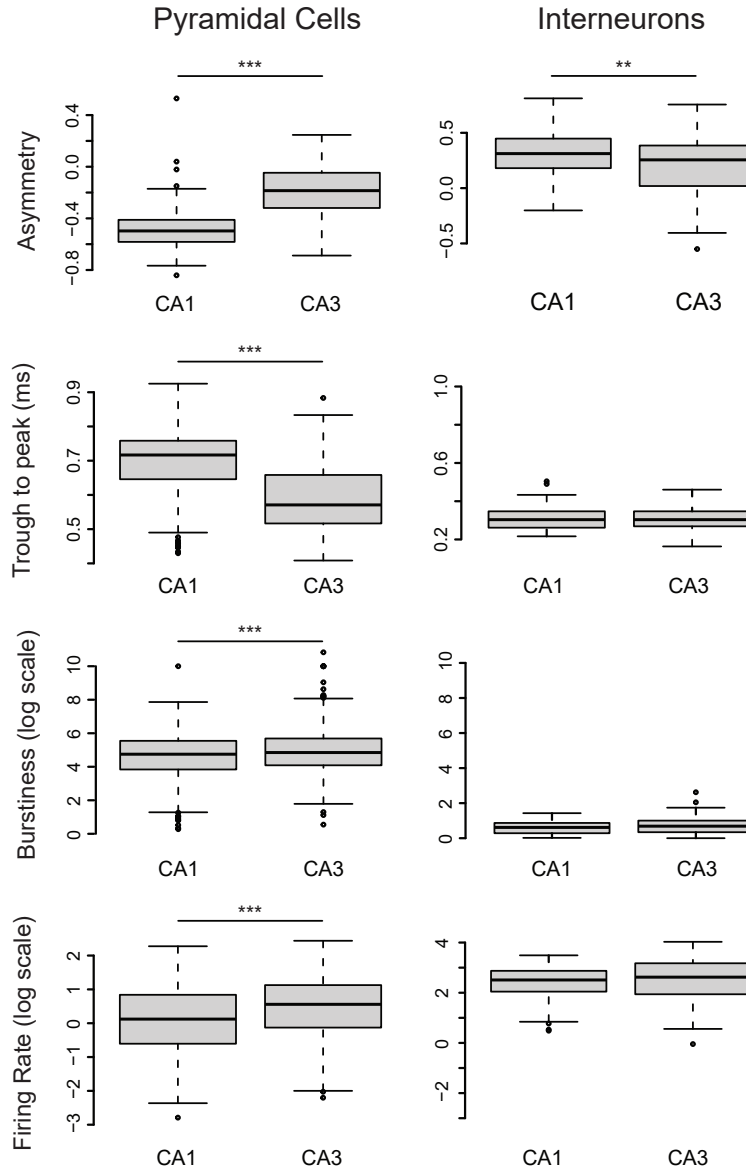 Pyramidal Cells
Interneurons
***
**
Asymmetry
0.4
0.0
−0.4
−0.8
0.5
0.0
−0.5
CA1
CA3
CA1
CA3
***
Trough to peak (ms)
0.9
0.7
0.5
1.0
0.6
0.2
CA1
CA3
CA1
CA3
***
Burstiness (log scale)
10
8
6
4
2
0
10
8
6
4
2
0
CA1
CA3
CA1
CA3
***
Firing Rate (log scale)
2
1
0
−1
−2
−3
4
2
0
−2
CA1
CA3
CA1
CA3